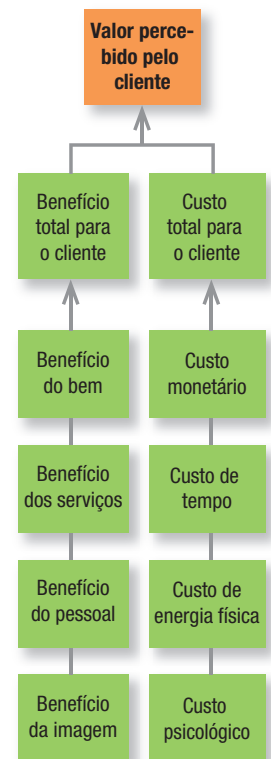 Valor perce-
bido pelo
cliente
Benefício
total para
o cliente
Custo
total para
o cliente
Benefício
do bem
Custo
monetário
Benefício
dos serviços
Custo de
tempo
Benefício
do pessoal
Custo de
energia física
Benefício
da imagem
Custo
psicológico